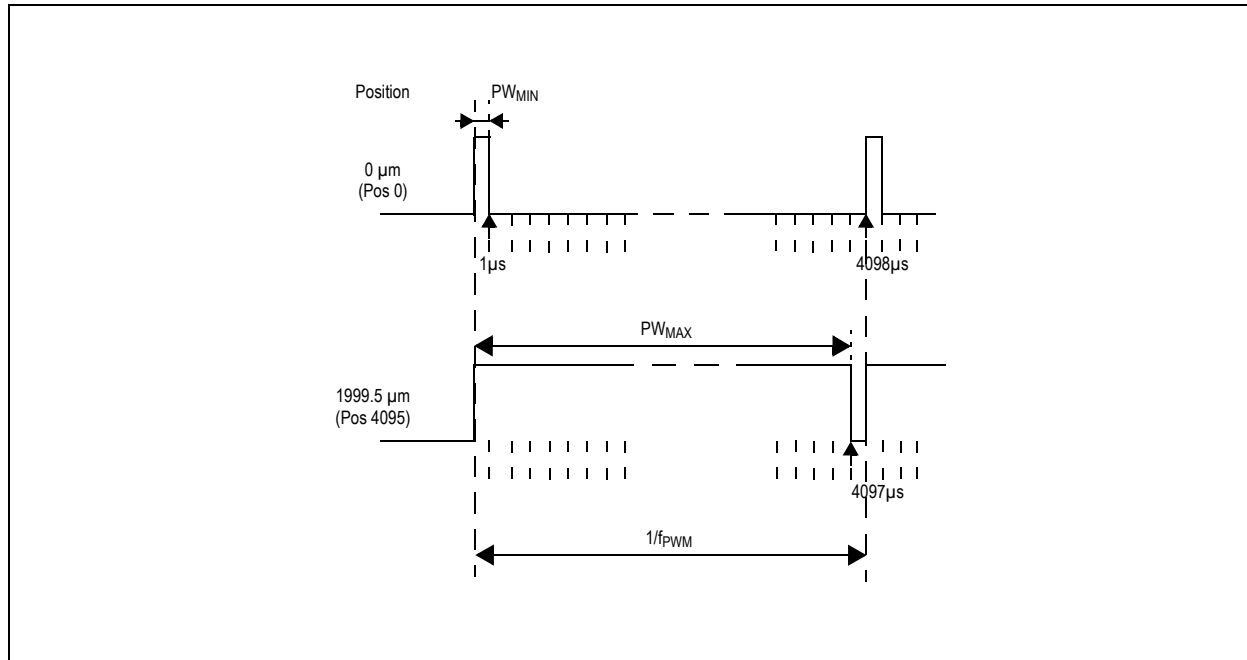 Position
PWMIN
0 µm
(Pos 0)
1µs
4098µs
PWMAX
1999.5 µm
(Pos 4095)
4097µs
1/fPWM